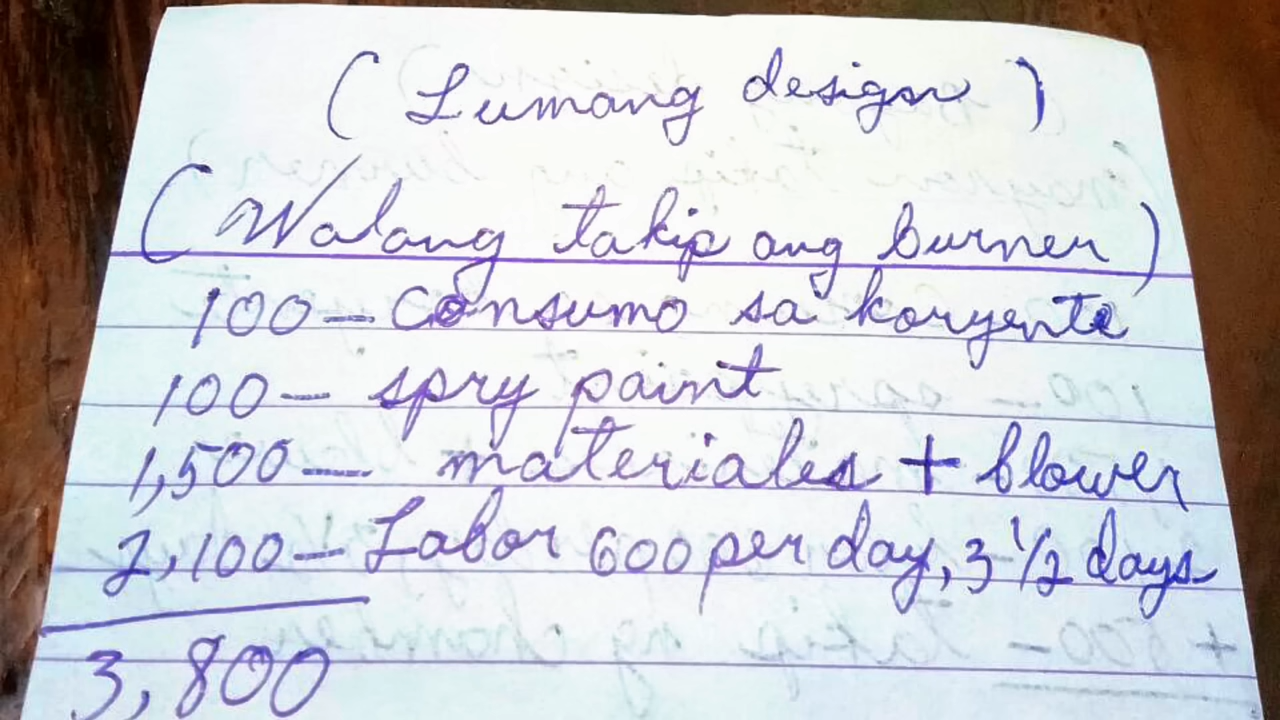 ( Lumang design )
( Walang takip ang burner )
100 - consumo sa koryente
100 - spry paint
1,500 - materiales + blower
2,100 - Labor 600 per day, 3 1/2 days
3,800